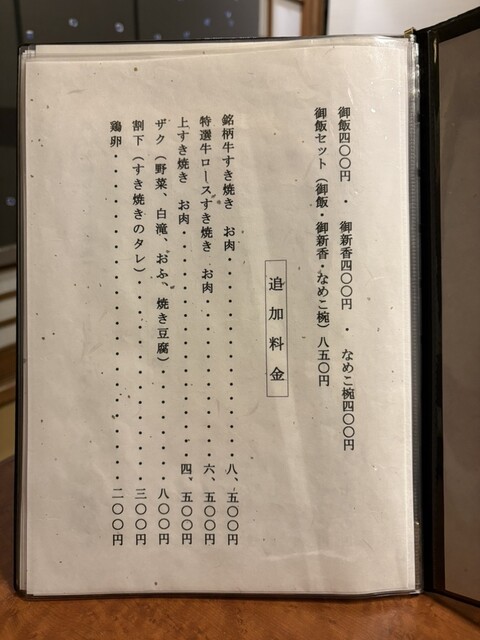 御飯四〇〇円　・　御新香四〇〇円　・　なめこ椀四〇〇円
御飯セット（御飯・御新香・なめこ椀）八五〇円
追加料金
銘柄牛すき焼き　お肉・・・・・・・・・・・・八、五〇〇円
特選牛ロースすき焼き　お肉・・・・・・・・・・六、五〇〇円
上すき焼き　お肉・・・・・・・・・・・・・四、五〇〇円
ザク（野菜、白滝、おふ、焼き豆腐）・・・・・・八〇〇円
割下（すき焼きのタレ）・・・・・・・・・・・三〇〇円
鶏卵・・・・・・・・・・・・・・・・・・・二〇〇円